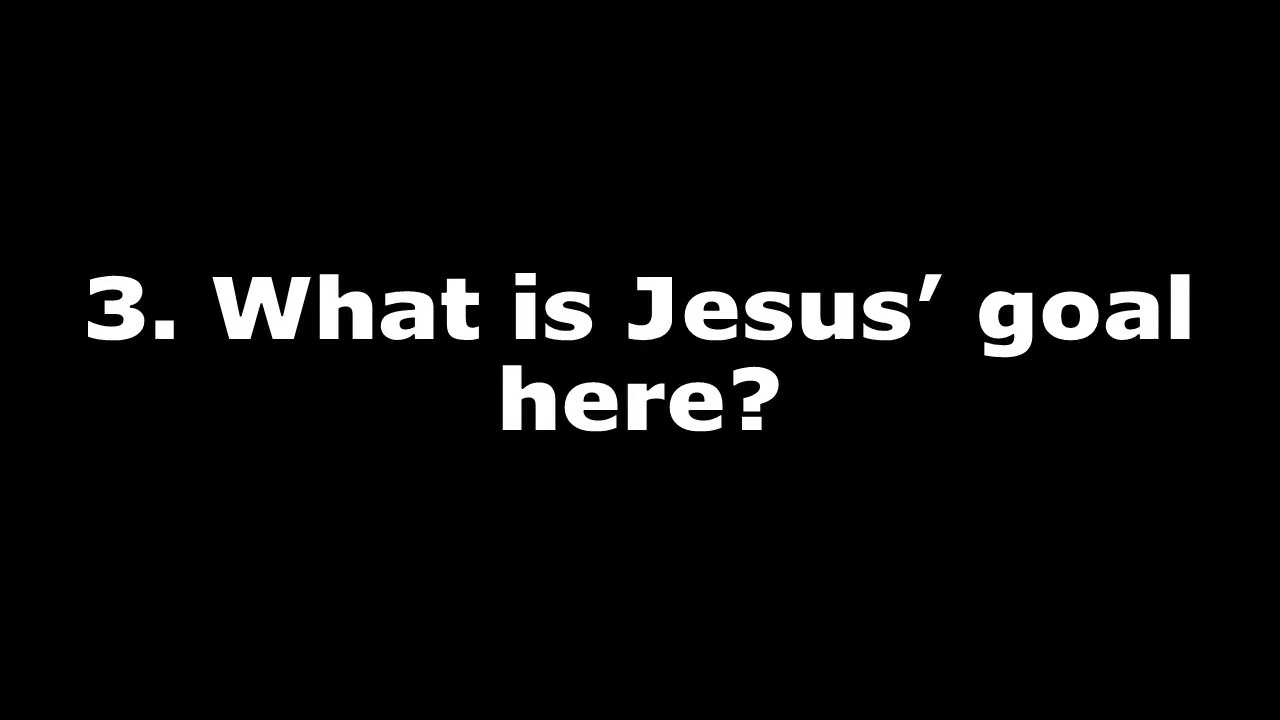 3. What is Jesus’ goal
here?